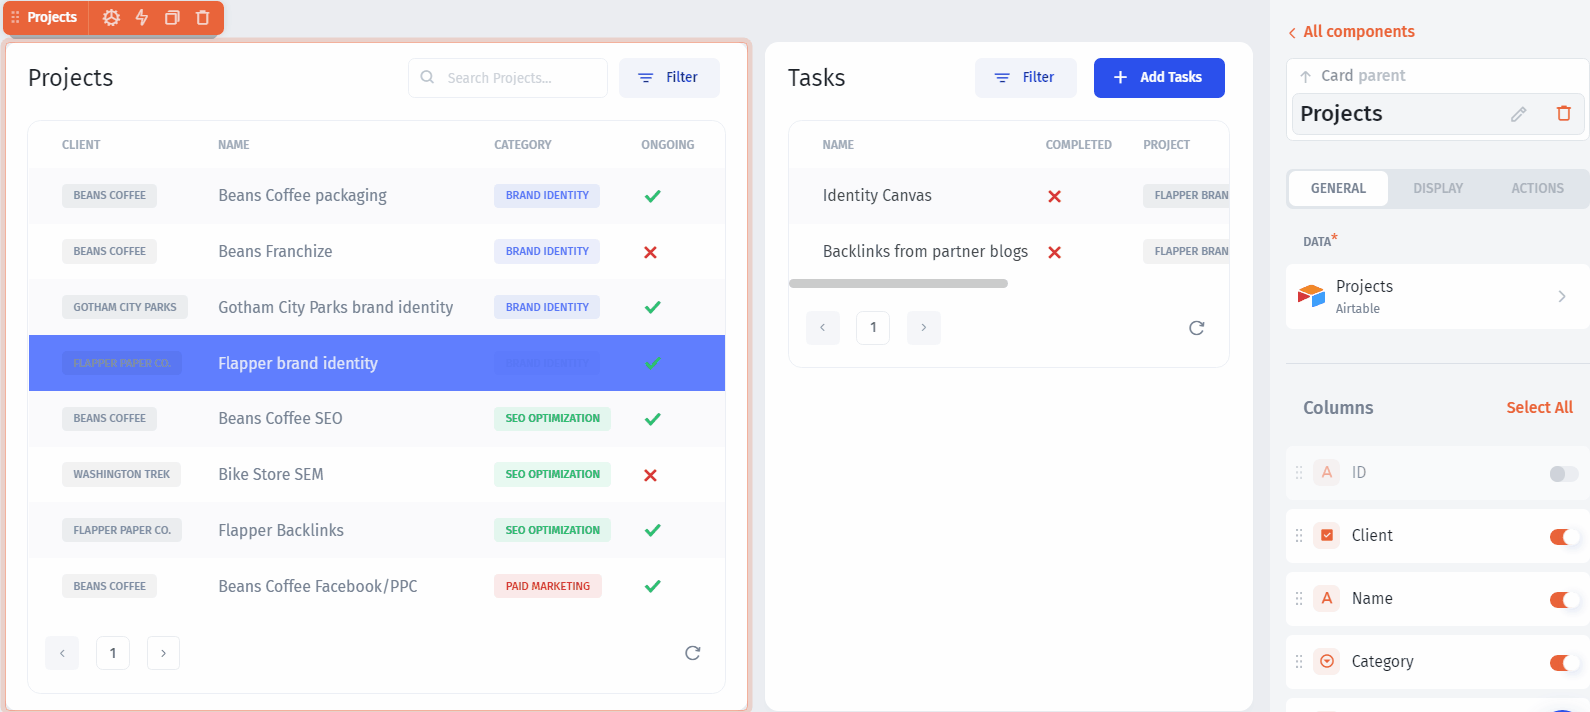 Projects
Projects
Search Projects...
Filter
CLIENT NAME CATEGORY ONGOING
BEANS COFFEE Beans Coffee packaging BRAND IDENTITY
BEANS COFFEE Beans Franchize BRAND IDENTITY
GOTHAM CITY PARKS Gotham City Parks brand identity BRAND IDENTITY
FLAPPER PAPER CO. Flapper brand identity BRAND IDENTITY
BEANS COFFEE Beans Coffee SEO SEO OPTIMIZATION
WASHINGTON TREK Bike Store SEM SEO OPTIMIZATION
FLAPPER PAPER CO. Flapper Backlinks SEO OPTIMIZATION
BEANS COFFEE Beans Coffee Facebook/PPC PAID MARKETING
1
Tasks
Filter
Add Tasks
NAME COMPLETED PROJECT
Identity Canvas FLAPPER BRAN
Backlinks from partner blogs FLAPPER BRAN
1
All components
Card parent
Projects
GENERAL DISPLAY ACTIONS
DATA*
Projects
Airtable
Columns Select All
A ID
Client
A Name
Category